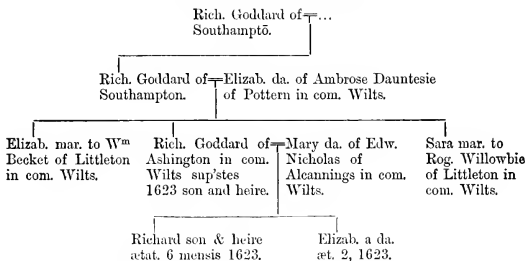 Rich. Goddard of=...
Southamptō.
Rich. Goddard of=Elizab. da. of Ambrose Dauntesie
Southampton. of Pottern in com. Wilts.
Elizab. mar. to Wᵐ
Becket of Littleton
in com. Wilts.
Rich. Goddard of=
Ashington in com.
Wilts sup'stes
1623 son and heire.
Mary da. of Edw.
Nicholas of
Alcannings in com.
Wilts.
Sara mar. to
Rog. Willowbie
of Littleton in
com. Wilts.
Richard son & heire
ætat. 6 mensis 1623.
Elizab. a da.
æt. 2, 1623.